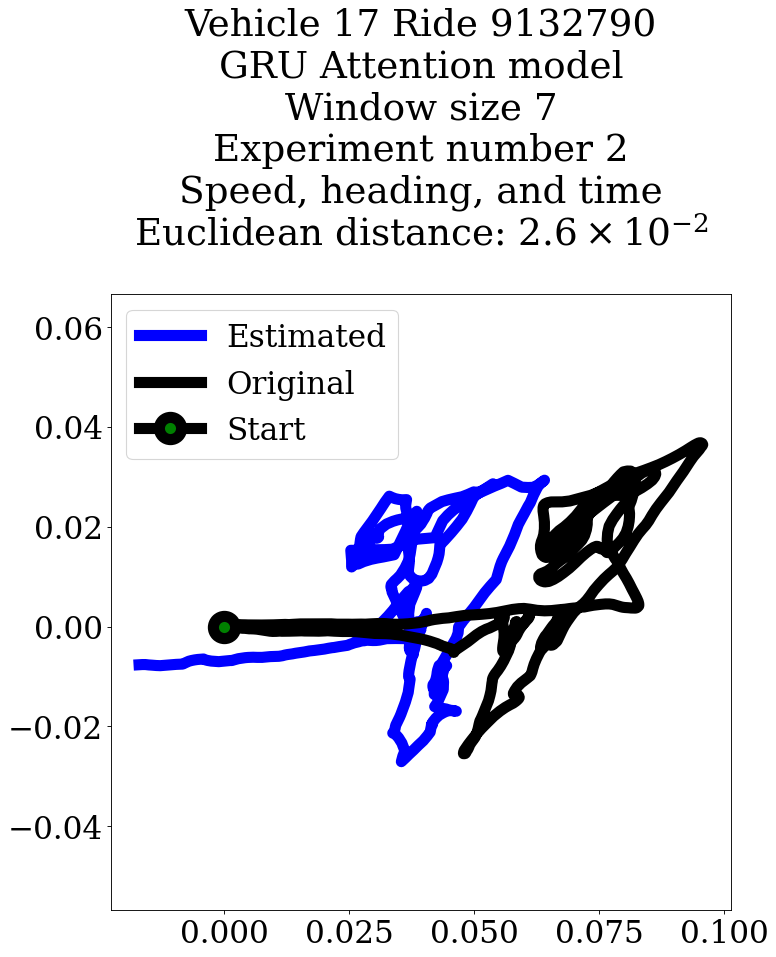 Vehicle 17 Ride 9132790
GRU Attention model
Window size 7
Experiment number 2
Speed, heading, and time
Euclidean distance: 2.6 × 10⁻²
Estimated
Original
Start
0.06
0.04
0.02
0.00
−0.02
−0.04
0.000 0.025 0.050 0.075 0.100